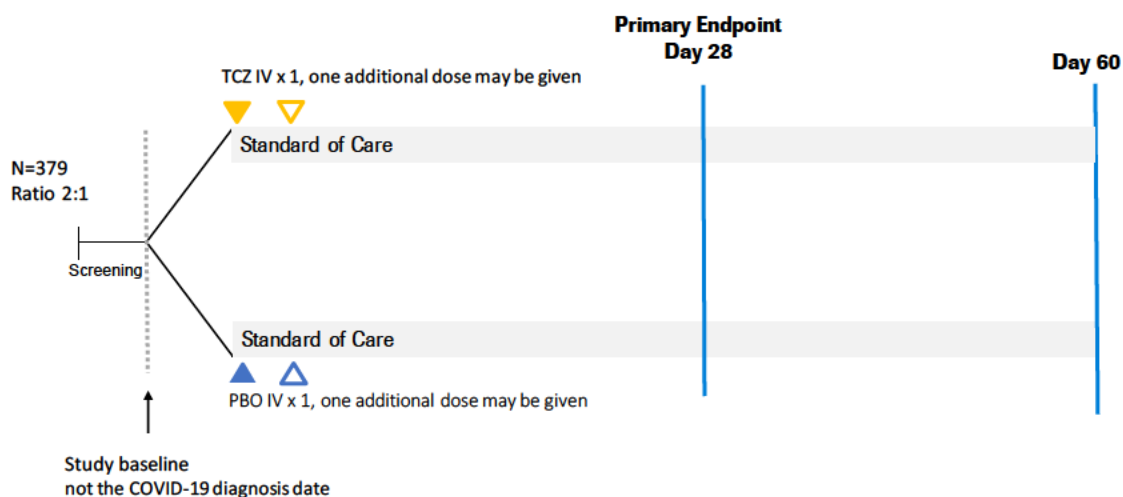 Primary Endpoint
Day 28
Day 60
TCZ IV x 1, one additional dose may be given
Standard of Care
N=379
Ratio 2:1
Screening
Standard of Care
PBO IV x 1, one additional dose may be given
Study baseline
not the COVID-19 diagnosis date